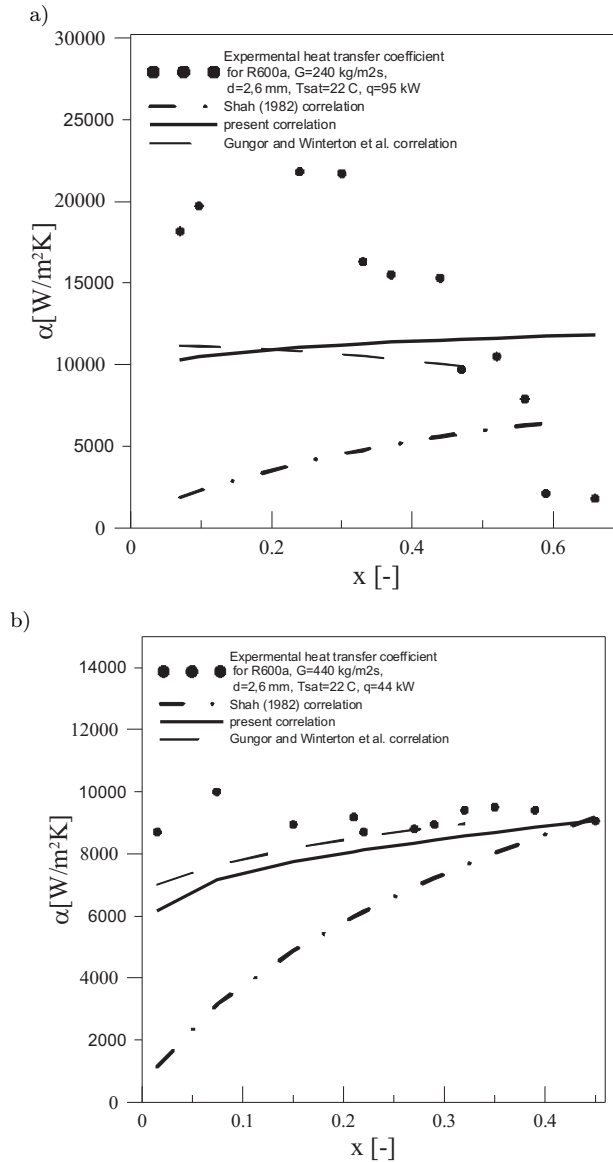 a)
30000
25000
20000
15000
10000
5000
0
α[W/m²K]
Expermental heat transfer coefficient
for R600a, G=240 kg/m2s,
d=2,6 mm, Tsat=22 C, q=95 kW
Shah (1982) correlation
present correlation
Gungor and Winterton et al. correlation
0
0.2
0.4
0.6
x [-]
b)
14000
12000
10000
8000
6000
4000
2000
0
α[W/m²K]
Expermental heat transfer coefficient
for R600a, G=440 kg/m2s,
d=2,6 mm, Tsat=22 C, q=44 kW
Shah (1982) correlation
present correlation
Gungor and Winterton et al. correlation
0
0.1
0.2
0.3
0.4
x [-]